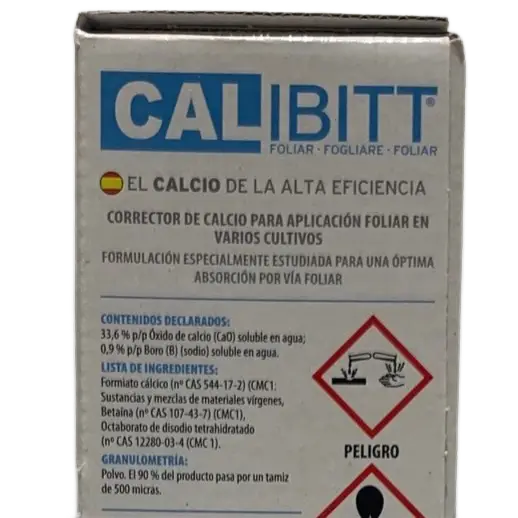 CALIBITT®
FOLIAR · FOGLIARE · FOLIAR
EL CALCIO DE LA ALTA EFICIENCIA
CORRECTOR DE CALCIO PARA APLICACIÓN FOLIAR EN
VARIOS CULTIVOS
FORMULACIÓN ESPECIALMENTE ESTUDIADA PARA UNA ÓPTIMA
ABSORCIÓN POR VÍA FOLIAR
CONTENIDOS DECLARADOS:
33,6 % p/p Óxido de calcio (CaO) soluble en agua;
0,9 % p/p Boro (B) (sodio) soluble en agua.
LISTA DE INGREDIENTES:
Formiato cálcico (nº CAS 544-17-2) (CMC1:
Sustancias y mezclas de materiales vírgenes,
Betaína (nº CAS 107-43-7) (CMC1),
Octaborato de disodio tetrahidratado
(nº CAS 12280-03-4 (CMC 1).
GRANULOMETRÍA:
Polvo. El 90 % del producto pasa por un tamiz
de 500 micras.
PELIGRO